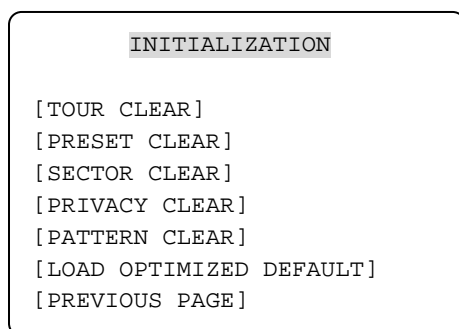 INITIALIZATION
[TOUR CLEAR]
[PRESET CLEAR]
[SECTOR CLEAR]
[PRIVACY CLEAR]
[PATTERN CLEAR]
[LOAD OPTIMIZED DEFAULT]
[PREVIOUS PAGE]